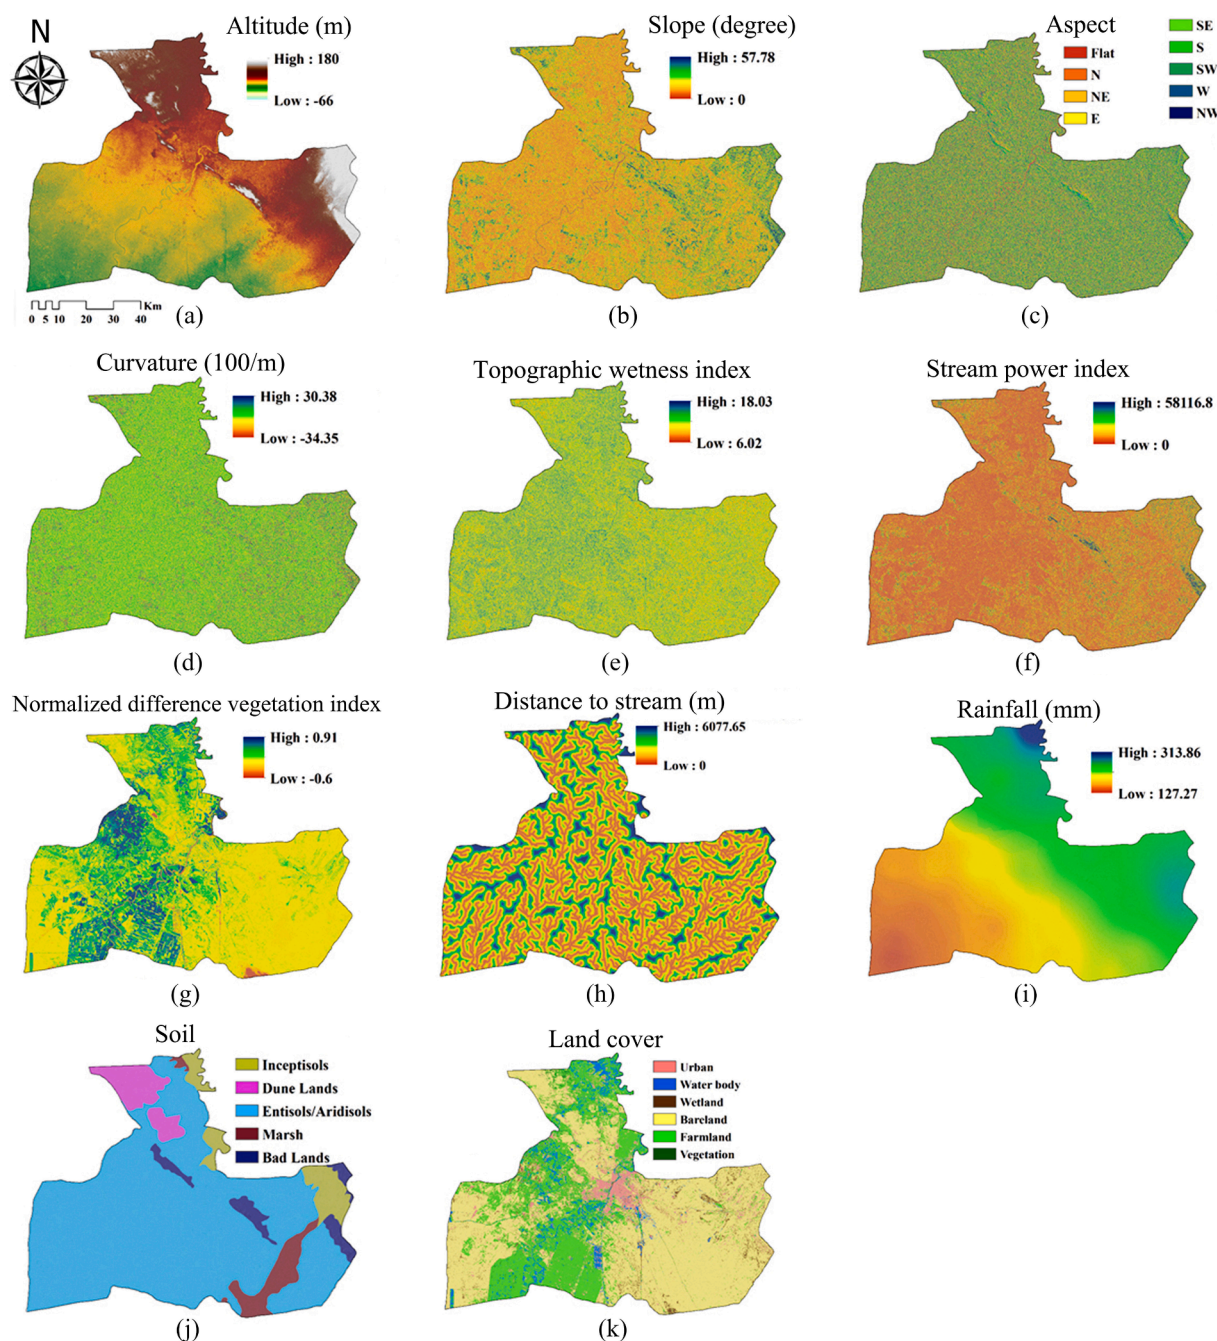 N
Altitude (m)
High : 180
Low : -66
0 5 10 20 30 40 Km
(a)
Slope (degree)
High : 57.78
Low : 0
(b)
Aspect
Flat
N
NE
E
SE
S
SW
W
NW
(c)
Curvature (100/m)
High : 30.38
Low : -34.35
(d)
Topographic wetness index
High : 18.03
Low : 6.02
(e)
Stream power index
High : 58116.8
Low : 0
(f)
Normalized difference vegetation index
High : 0.91
Low : -0.6
(g)
Distance to stream (m)
High : 6077.65
Low : 0
(h)
Rainfall (mm)
High : 313.86
Low : 127.27
(i)
Soil
Inceptisols
Dune Lands
Entisols/Aridisols
Marsh
Bad Lands
(j)
Land cover
Urban
Water body
Wetland
Bareland
Farmland
Vegetation
(k)